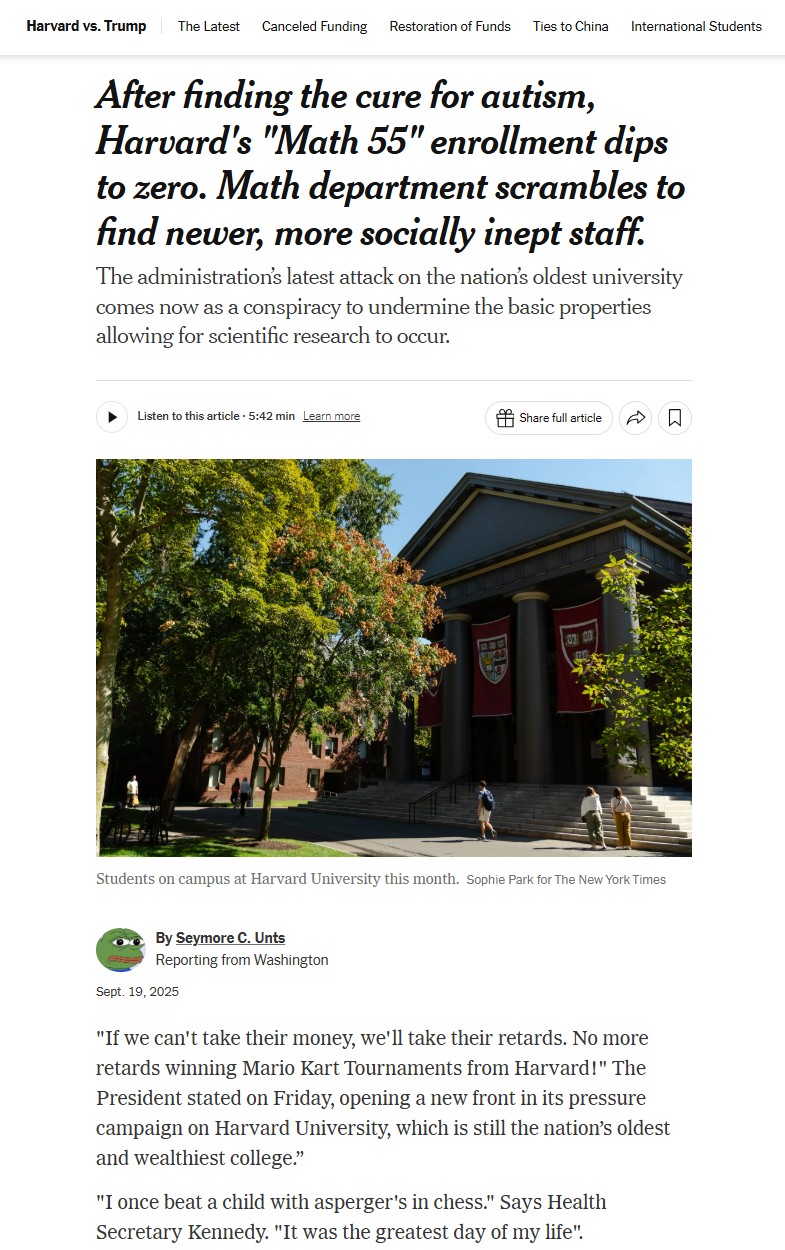 Harvard vs. Trump The Latest Canceled Funding Restoration of Funds Ties to China International Students
After finding the cure for autism,
Harvard's "Math 55" enrollment dips
to zero. Math department scrambles to
find newer, more socially inept staff.
The administration’s latest attack on the nation’s oldest university
comes now as a conspiracy to undermine the basic properties
allowing for scientific research to occur.
Listen to this article · 5:42 min Learn more
Share full article
Students on campus at Harvard University this month. Sophie Park for The New York Times
By Seymore C. Unts
Reporting from Washington
Sept. 19, 2025
"If we can't take their money, we'll take their retards. No more
retards winning Mario Kart Tournaments from Harvard!" The
President stated on Friday, opening a new front in its pressure
campaign on Harvard University, which is still the nation’s oldest
and wealthiest college.”
"I once beat a child with asperger's in chess." Says Health
Secretary Kennedy. "It was the greatest day of my life".